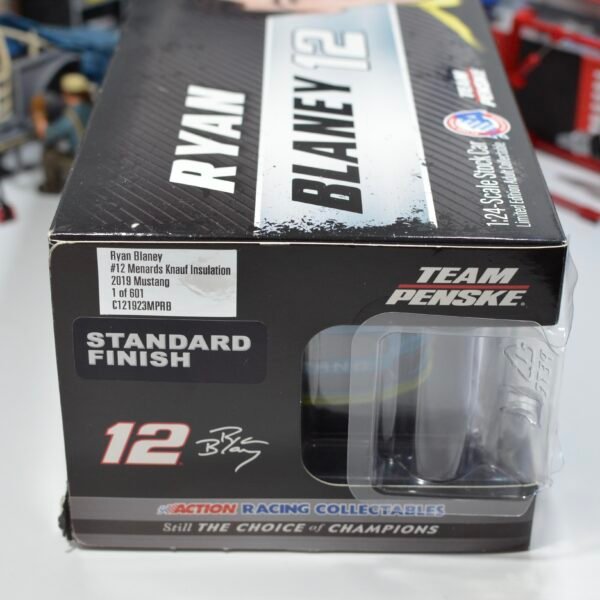 RYAN
BLANEY 12
TEAM
PENSKE
1:24-Scale Stock Car
Limited Edition Adult Collectible
Ryan Blaney
#12 Menards Knauf Insulation
2019 Mustang
1 of 601
C121923MPRB
STANDARD
FINISH
TEAM
PENSKE
12
ACTION RACING COLLECTABLES
Still THE CHOICE of CHAMPIONS